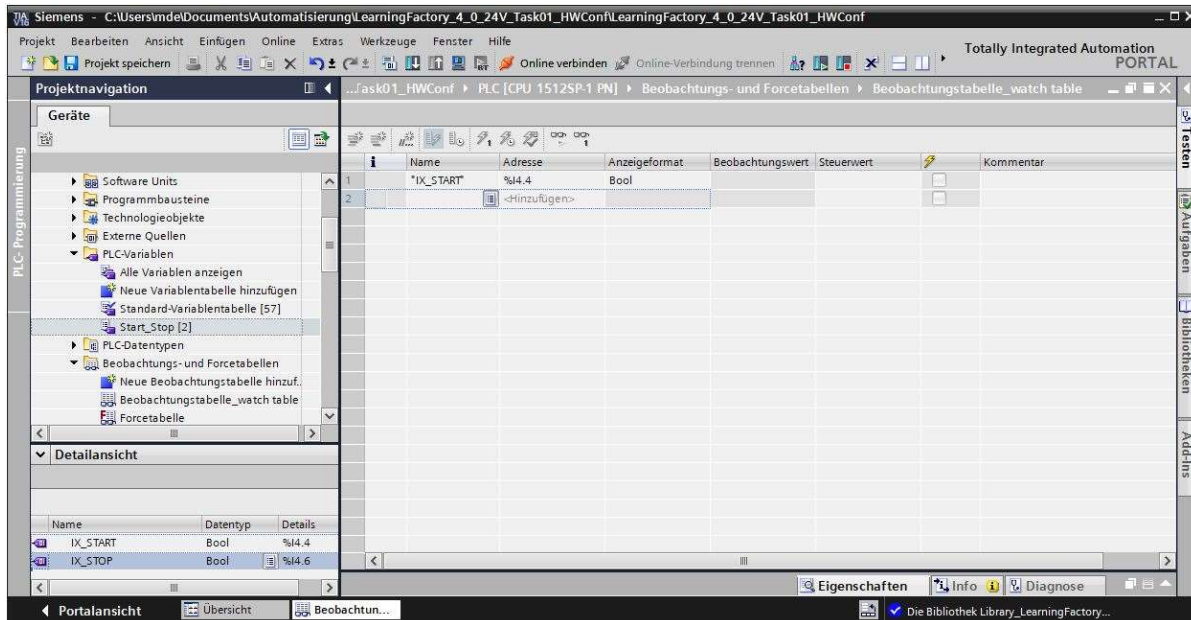 Siemens - C:\Users\mde\Documents\Automatisierung\LearningFactory_4_0_24V_Task01_HWConf\LearningFactory_4_0_24V_Task01_HWConf
Projekt Bearbeiten Ansicht Einfügen Online Extras Werkzeuge Fenster Hilfe
Totally Integrated Automation
PORTAL
Projekt speichern Online verbinden Online-Verbindung trennen
Projektnavigation
...Task01_HWConf PLC [CPU 1512SP-1 PN] Beobachtungs- und Forcetabellen Beobachtungstabelle_watch table
Geräte
i Name Adresse Anzeigeformat Beobachtungswert Steuerwert Kommentar
1 "IX_START" %I4.4 Bool
2 <Hinzufügen>
Software Units
Programmbausteine
Technologieobjekte
Externe Quellen
PLC-Variablen
Alle Variablen anzeigen
Neue Variablentabelle hinzufügen
Standard-Variablentabelle [57]
Start_Stop [2]
PLC-Datentypen
Beobachtungs- und Forcetabellen
Neue Beobachtungstabelle hinzuf..
Beobachtungstabelle_watch table
Forcetabelle
Detailansicht
Name Datentyp Details
IX_START Bool %I4.4
IX_STOP Bool %I4.6
PLC- Programmierung
Testen
Aufgaben
Bibliotheken
Add-Ins
Eigenschaften Info Diagnose
Portalansicht Übersicht Beobachtun...
Die Bibliothek Library_LearningFactory...